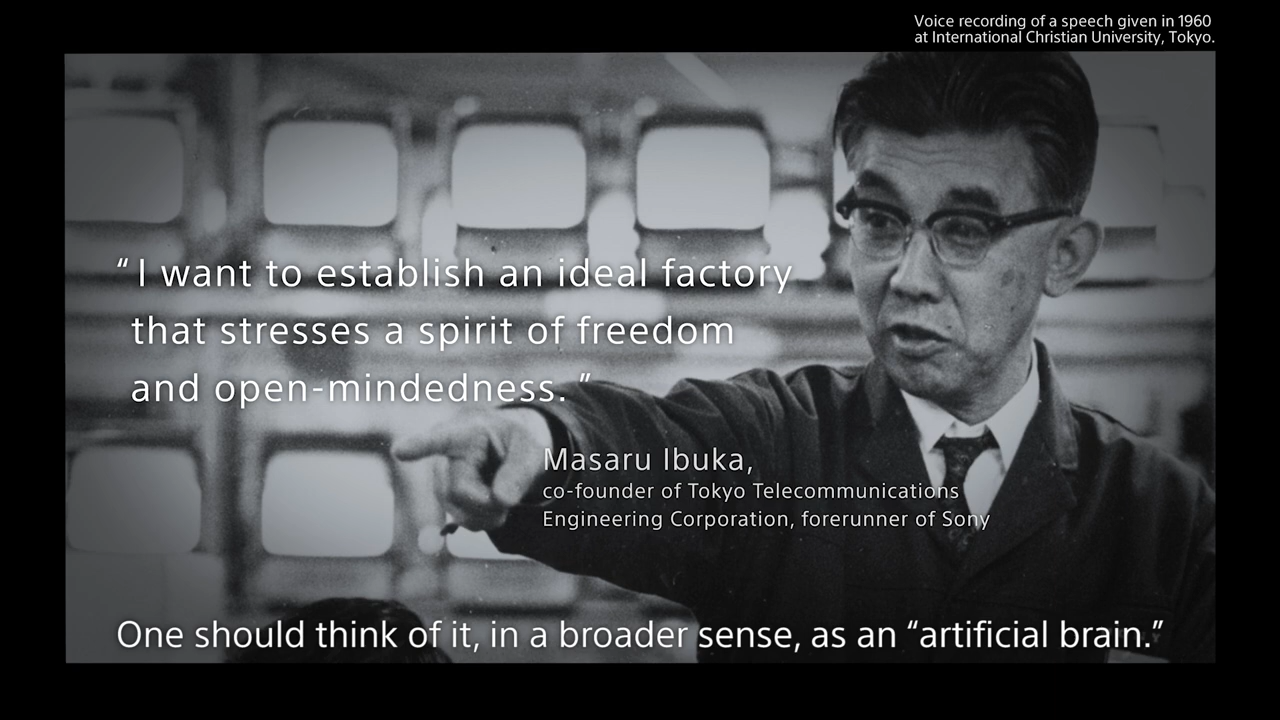 Voice recording of a speech given in 1960
at International Christian University, Tokyo.
“ I want to establish an ideal factory
that stresses a spirit of freedom
and open-mindedness. ”
Masaru Ibuka,
co-founder of Tokyo Telecommunications
Engineering Corporation, forerunner of Sony
One should think of it, in a broader sense, as an “artificial brain.”